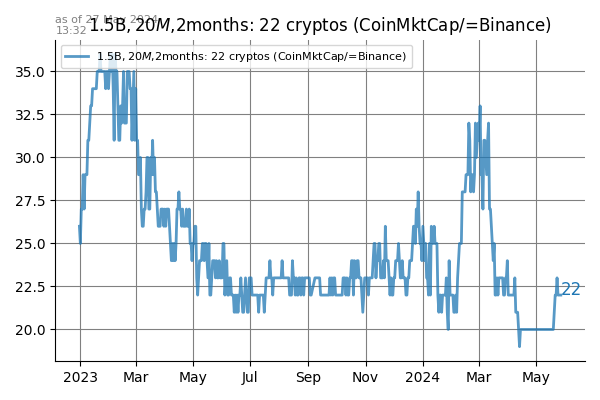 as of 27 May 2024
13:32
1.5B, 20M,2months: 22 cryptos (CoinMktCap/=Binance)
1.5B, 20M,2months: 22 cryptos (CoinMktCap/=Binance)
35.0
32.5
30.0
27.5
25.0
22.5
20.0
22
2023
Mar
May
Jul
Sep
Nov
2024
Mar
May